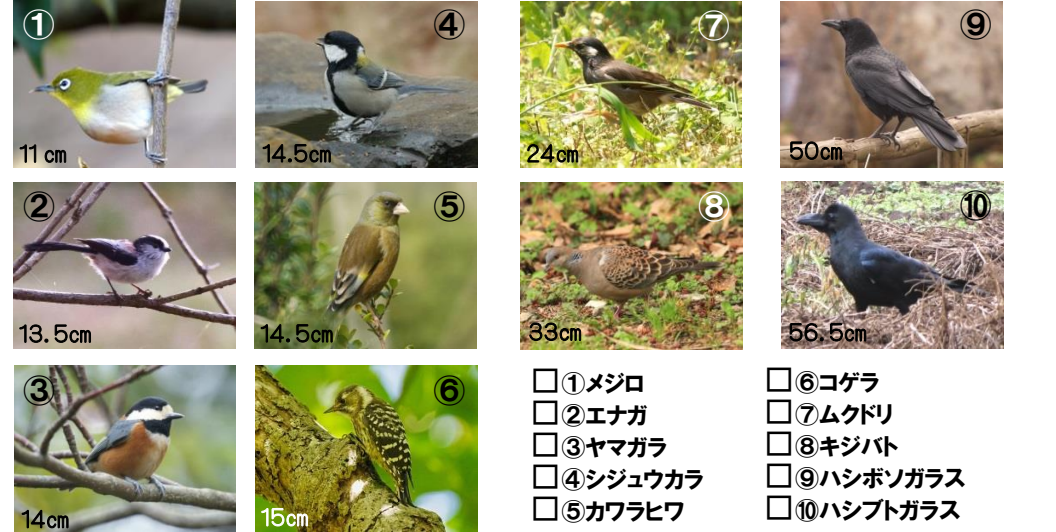 ①
11cm
②
13.5cm
③
14cm
④
14.5cm
⑤
14.5cm
⑥
15cm
⑦
24cm
⑧
33cm
⑨
50cm
⑩
56.5cm
□①メジロ
□②エナガ
□③ヤマガラ
□④シジュウカラ
□⑤カワラヒワ
□⑥コゲラ
□⑦ムクドリ
□⑧キジバト
□⑨ハシボソガラス
□⑩ハシブトガラス